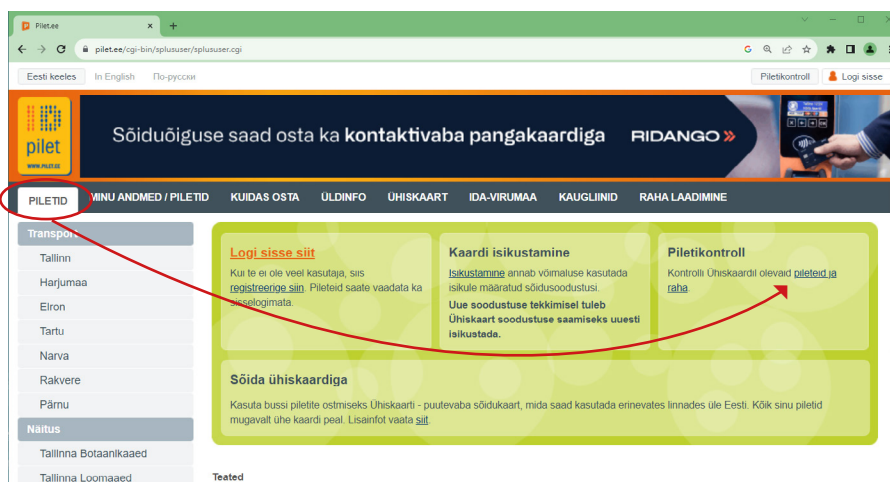 Pilet.ee
pilet.ee/cgi-bin/splususer/splususer.cgi
Eesti keeles In English По-русски Piletikontroll Logi sisse
pilet
WWW.PILET.EE
Sõiduõiguse saad osta ka kontaktivaba pangakaardiga RIDANGO
PILETID MINU ANDMED / PILETID KUIDAS OSTA ÜLDINFO ÜHISKAART IDA-VIRUMAA KAUGLIINID RAHA LAADIMINE
Transport
Tallinn
Harjumaa
Elron
Tartu
Narva
Rakvere
Pärnu
Näitus
Tallinna Botaanikaaed
Tallinna Loomaaed
Logi sisse siit
Kui te ei ole veel kasutaja, siis
registreerige siin. Pileteid saate vaadata ka
sisselogimata.
Kaardi isikustamine
Isikustamine annab võimaluse kasutada
isikule määratud sõidusoodustusi.
Uue soodustuse tekkimisel tuleb
Ühiskaart soodustuse saamiseks uuesti
isikustada.
Piletikontroll
Kontrolli Ühiskaardil olevaid pileteid ja
raha.
Sõida ühiskaardiga
Kasuta bussi piletite ostmiseks Ühiskaarti - puutevaba sõidukaart, mida saad kasutada erinevates linnades üle Eesti. Kõik sinu piletid
mugavalt ühe kaardi peal. Lisainfot vaata siit.
Teated